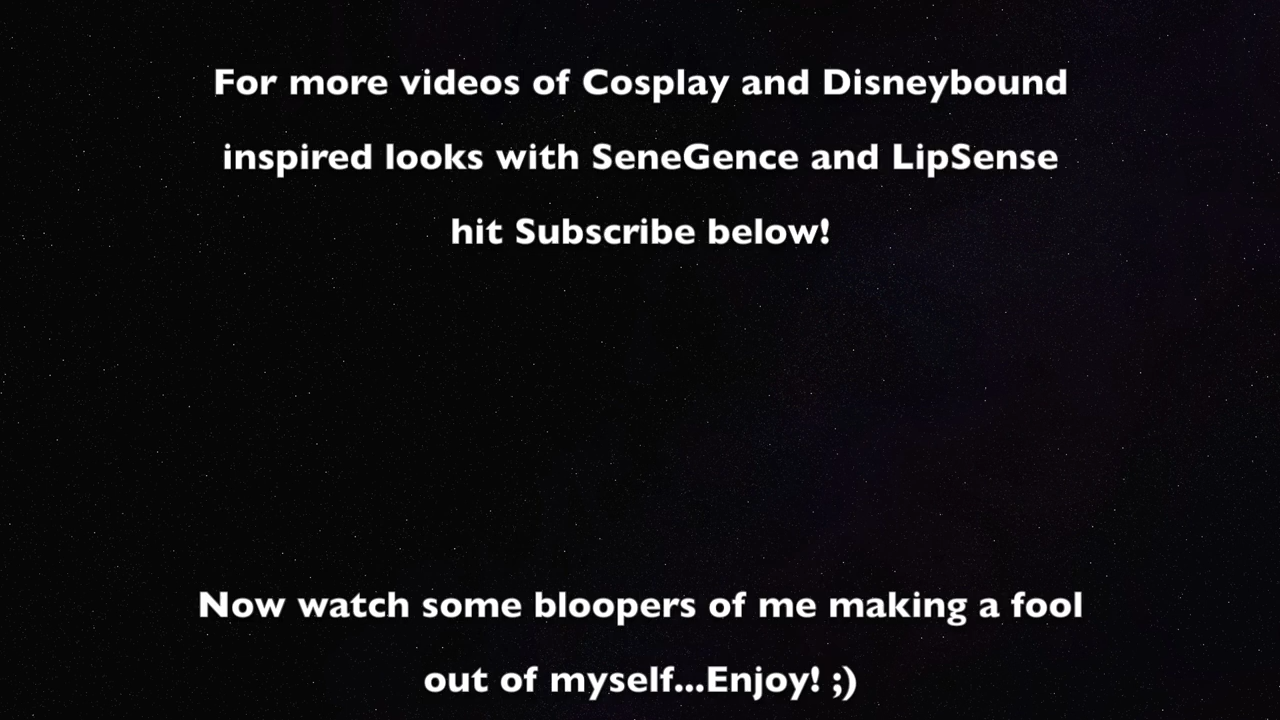 For more videos of Cosplay and Disneybound
inspired looks with SeneGence and LipSense
hit Subscribe below!
Now watch some bloopers of me making a fool
out of myself...Enjoy! ;)